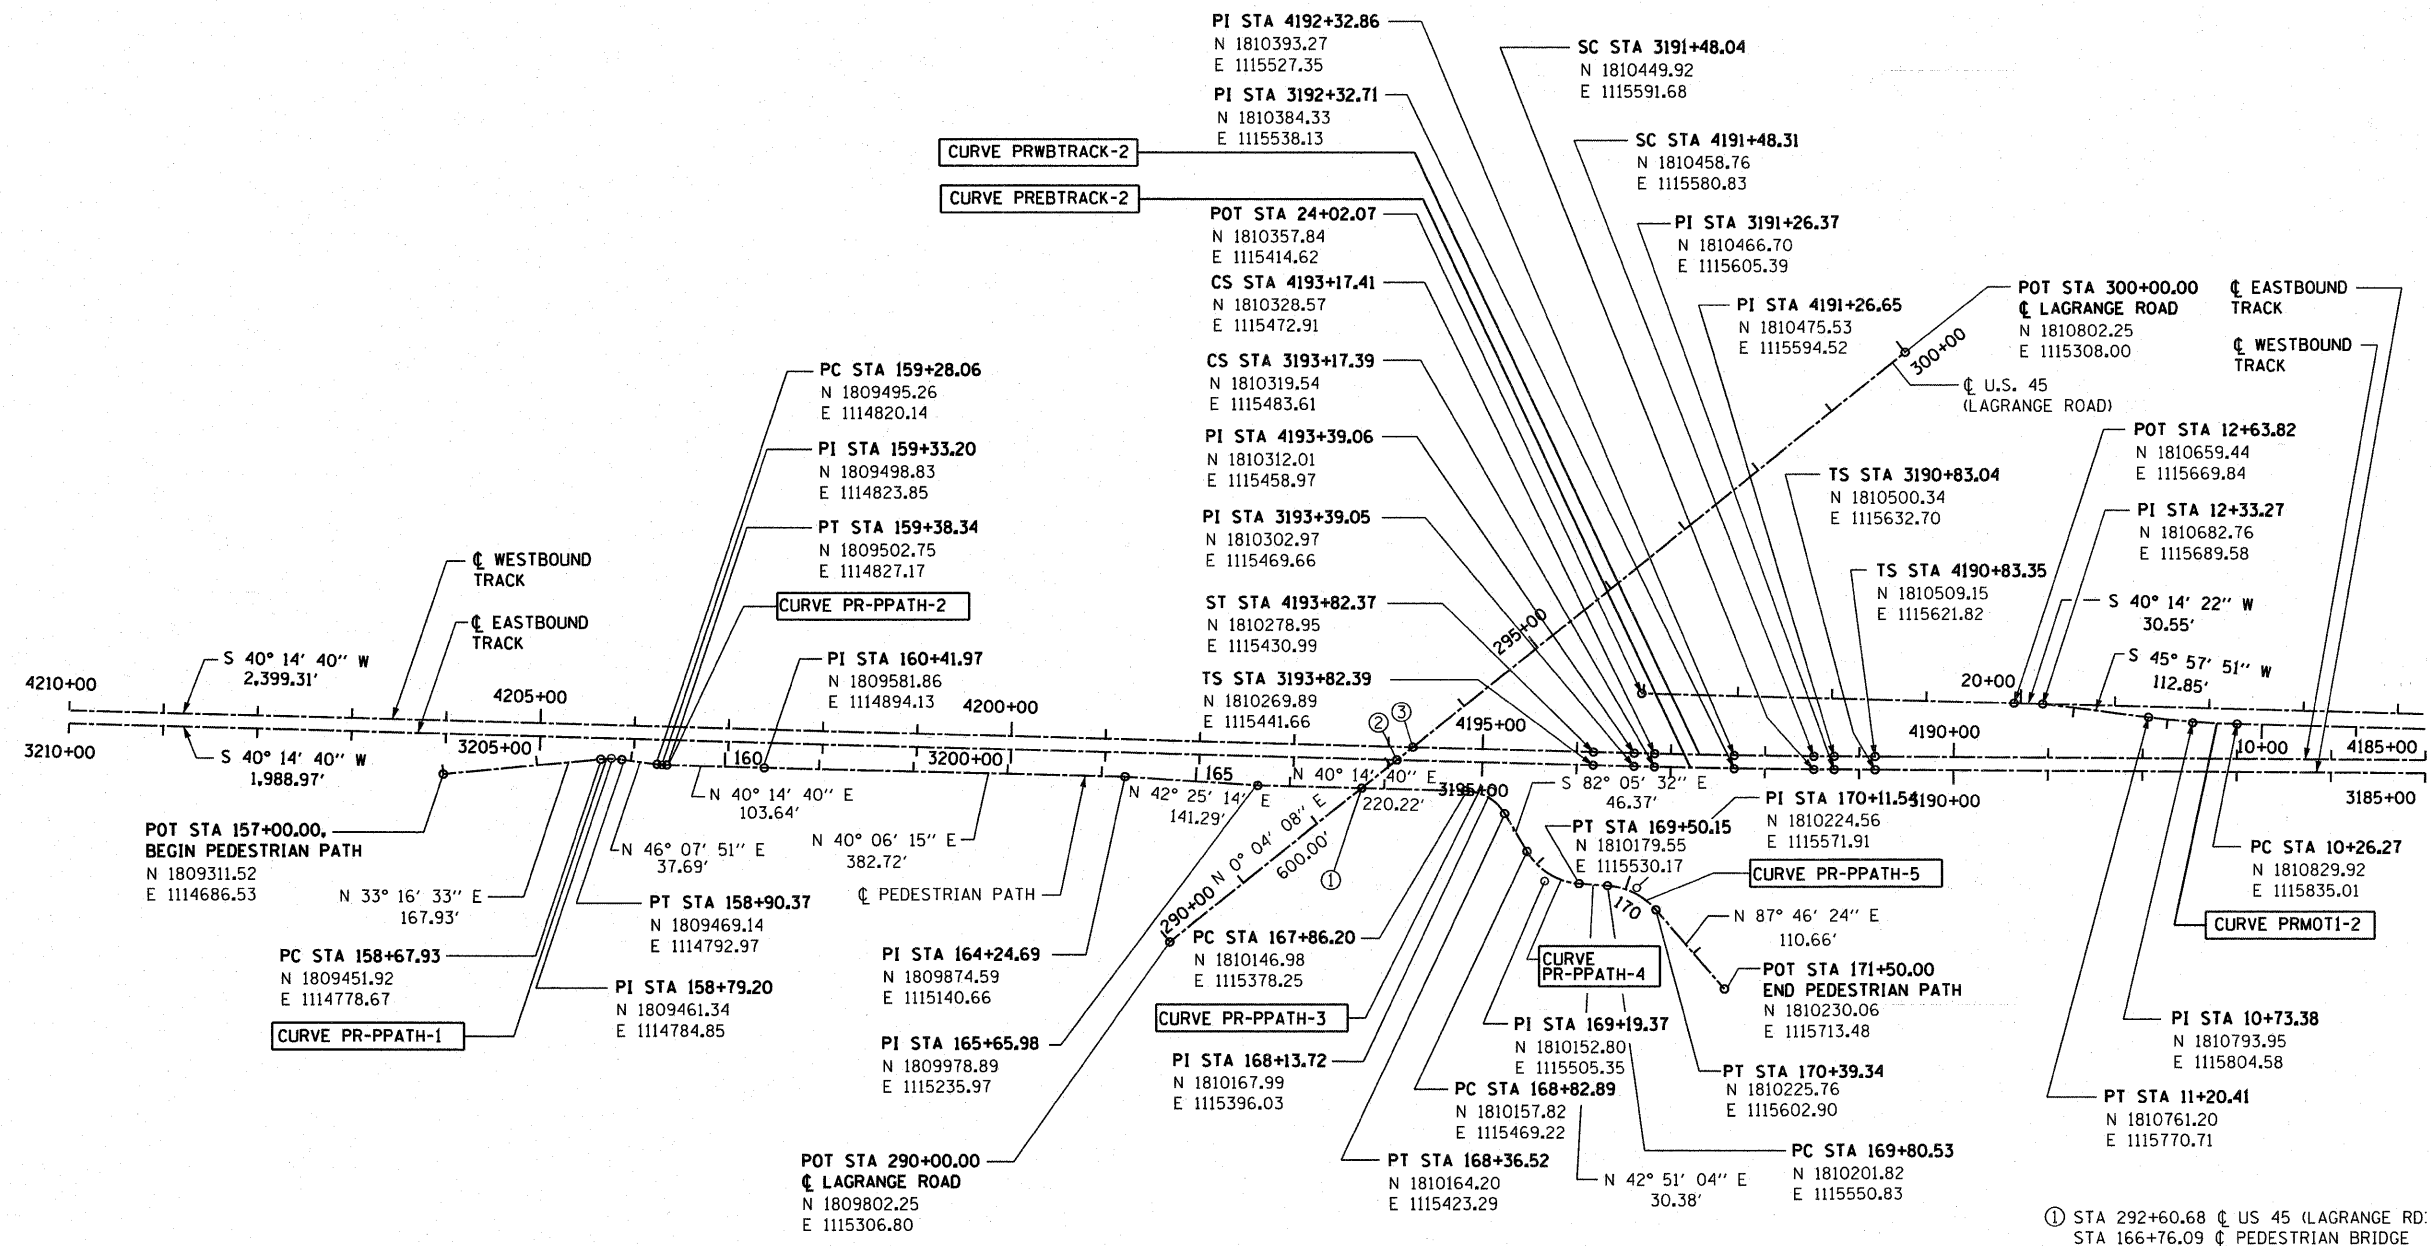 PI STA 4192+32.86
N 1810393.27
E 1115527.35
PI STA 3192+32.71
N 1810384.33
E 1115538.13
CURVE PRWBTRACK-2
CURVE PREBTRACK-2
POT STA 24+02.07
N 1810357.84
E 1115414.62
CS STA 4193+17.41
N 1810328.57
E 1115472.91
CS STA 3193+17.39
N 1810319.54
E 1115483.61
PI STA 4193+39.06
N 1810312.01
E 1115458.97
PI STA 3193+39.05
N 1810302.97
E 1115469.66
ST STA 4193+82.37
N 1810278.95
E 1115430.99
TS STA 3193+82.39
N 1810269.89
E 1115441.66
SC STA 3191+48.04
N 1810449.92
E 1115591.68
SC STA 4191+48.31
N 1810458.76
E 1115580.83
PI STA 3191+26.37
N 1810466.70
E 1115605.39
PI STA 4191+26.65
N 1810475.53
E 1115594.52
POT STA 300+00.00
℄ LAGRANGE ROAD
N 1810802.25
E 1115308.00
℄ EASTBOUND
TRACK
℄ WESTBOUND
TRACK
300+00
℄ U.S. 45
(LAGRANGE ROAD)
POT STA 12+63.82
N 1810659.44
E 1115669.84
TS STA 3190+83.04
N 1810500.34
E 1115632.70
PI STA 12+33.27
N 1810682.76
E 1115689.58
TS STA 4190+83.35
N 1810509.15
E 1115621.82
S 40° 14' 22'' W
30.55'
S 45° 57' 51'' W
112.85'
PC STA 159+28.06
N 1809495.26
E 1114820.14
PI STA 159+33.20
N 1809498.83
E 1114823.85
PT STA 159+38.34
N 1809502.75
E 1114827.17
CURVE PR-PPATH-2
℄ WESTBOUND
TRACK
℄ EASTBOUND
TRACK
PI STA 160+41.97
N 1809581.86
E 1114894.13
S 40° 14' 40'' W
2,399.31'
4210+00
4205+00
4200+00
4195+00
4190+00
4185+00
295+00
20+00
10+00
3210+00
3205+00
3200+00
3195+00
3190+00
3185+00
S 40° 14' 40'' W
1,988.97'
160
165
②
③
N 40° 14' 40'' E
103.64'
N 42° 25' 14' E
141.29'
N 40° 14' 40'' E
220.22'
S 82° 05' 32'' E
46.37'
PI STA 170+11.54
N 1810224.56
E 1115571.91
PT STA 169+50.15
N 1810179.55
E 1115530.17
CURVE PR-PPATH-5
POT STA 157+00.00,
BEGIN PEDESTRIAN PATH
N 1809311.52
E 1114686.53
N 33° 16' 33'' E
167.93'
N 46° 07' 51'' E
37.69'
N 40° 06' 15'' E
382.72'
℄ PEDESTRIAN PATH
N 0° 04' 08'' E
600.00'
①
290+00
170
N 87° 46' 24'' E
110.66'
PC STA 10+26.27
N 1810829.92
E 1115835.01
CURVE PRMOT1-2
PT STA 158+90.37
N 1809469.14
E 1114792.97
PC STA 158+67.93
N 1809451.92
E 1114778.67
PI STA 158+79.20
N 1809461.34
E 1114784.85
CURVE PR-PPATH-1
PI STA 164+24.69
N 1809874.59
E 1115140.66
PC STA 167+86.20
N 1810146.98
E 1115378.25
CURVE PR-PPATH-3
CURVE
PR-PPATH-4
POT STA 171+50.00
END PEDESTRIAN PATH
N 1810230.06
E 1115713.48
PI STA 165+65.98
N 1809978.89
E 1115235.97
PI STA 168+13.72
N 1810167.99
E 1115396.03
PI STA 169+19.37
N 1810152.80
E 1115505.35
PC STA 168+82.89
N 1810157.82
E 1115469.22
PT STA 170+39.34
N 1810225.76
E 1115602.90
PI STA 10+73.38
N 1810793.95
E 1115804.58
PT STA 11+20.41
N 1810761.20
E 1115770.71
POT STA 290+00.00
℄ LAGRANGE ROAD
N 1809802.25
E 1115306.80
PT STA 168+36.52
N 1810164.20
E 1115423.29
N 42° 51' 04'' E
30.38'
PC STA 169+80.53
N 1810201.82
E 1115550.83
① STA 292+60.68 ℄ US 45 (LAGRANGE RD)
STA 166+76.09 ℄ PEDESTRIAN BRIDGE